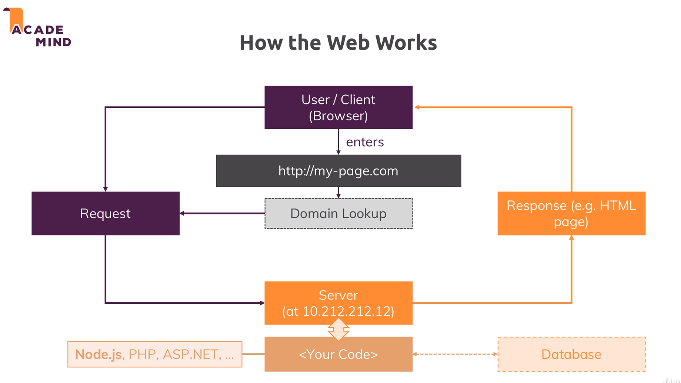 ACADE
MIND
How the Web Works
User / Client
(Browser)
enters
http://my-page.com
Request
Domain Lookup
Response (e.g. HTML
page)
Server
(at 10.212.212.12)
Node.js, PHP, ASP.NET, ...
<Your Code>
Database